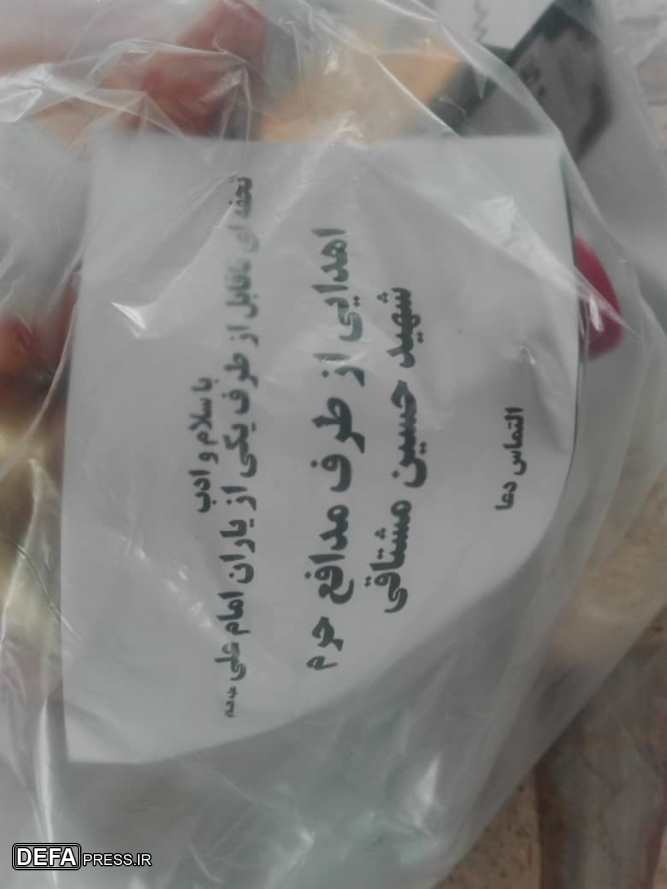 با سلام و ادب
تحفه ای ناقابل از طرف یکی از یاران امام علی
اهدایی از طرف مدافع حرم
شهید حسین مشتاقی
التماس دعا
DEFAPRESS.IR